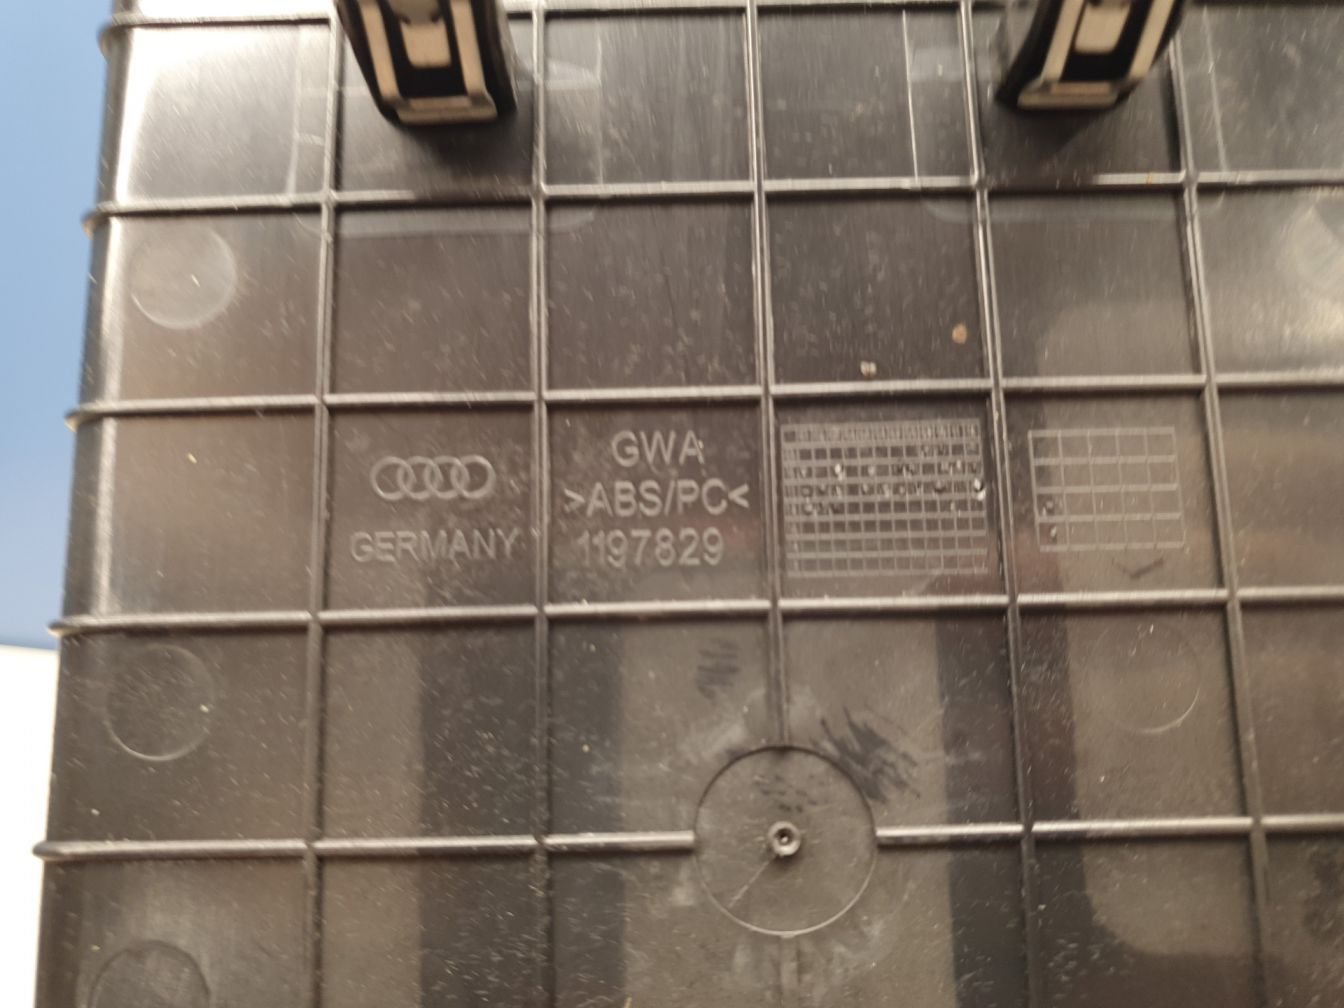 GERMANY
GWA
>ABS/PC<
1197829